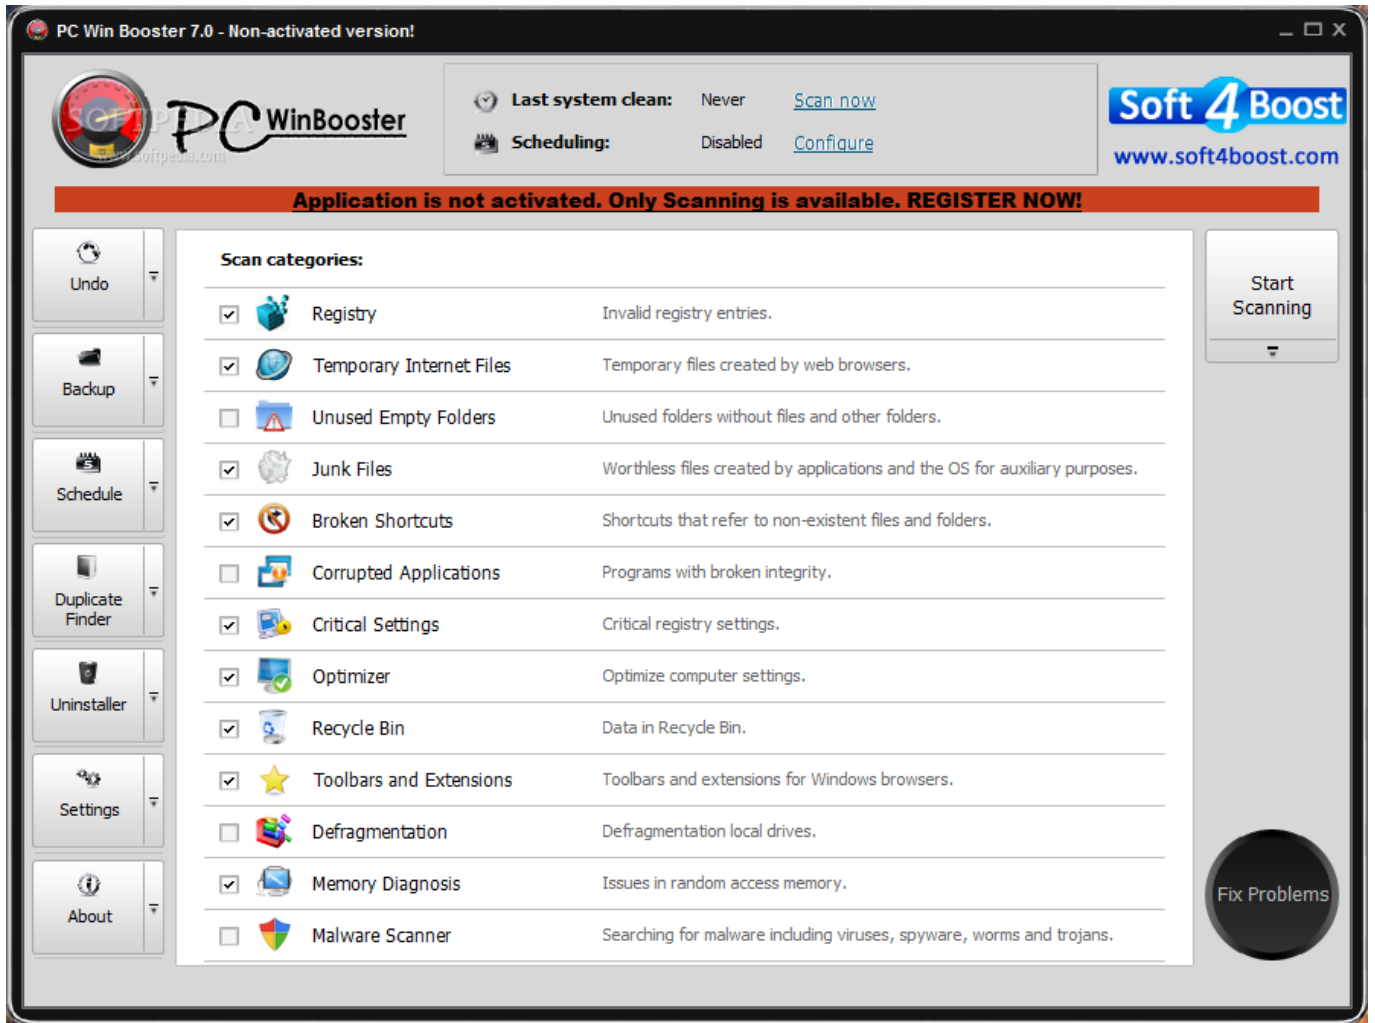 PC Win Booster 7.0 - Non-activated version!
SOFTPEDIA
www.softpedia.com
PC WinBooster
Last system clean: Never Scan now
Scheduling: Disabled Configure
Soft 4 Boost
www.soft4boost.com
Application is not activated. Only Scanning is available. REGISTER NOW!
Undo
Backup
Schedule
Duplicate
Finder
Uninstaller
Settings
About
Scan categories:
Registry Invalid registry entries.
Temporary Internet Files Temporary files created by web browsers.
Unused Empty Folders Unused folders without files and other folders.
Junk Files Worthless files created by applications and the OS for auxiliary purposes.
Broken Shortcuts Shortcuts that refer to non-existent files and folders.
Corrupted Applications Programs with broken integrity.
Critical Settings Critical registry settings.
Optimizer Optimize computer settings.
Recycle Bin Data in Recycle Bin.
Toolbars and Extensions Toolbars and extensions for Windows browsers.
Defragmentation Defragmentation local drives.
Memory Diagnosis Issues in random access memory.
Malware Scanner Searching for malware including viruses, spyware, worms and trojans.
Start
Scanning
Fix Problems